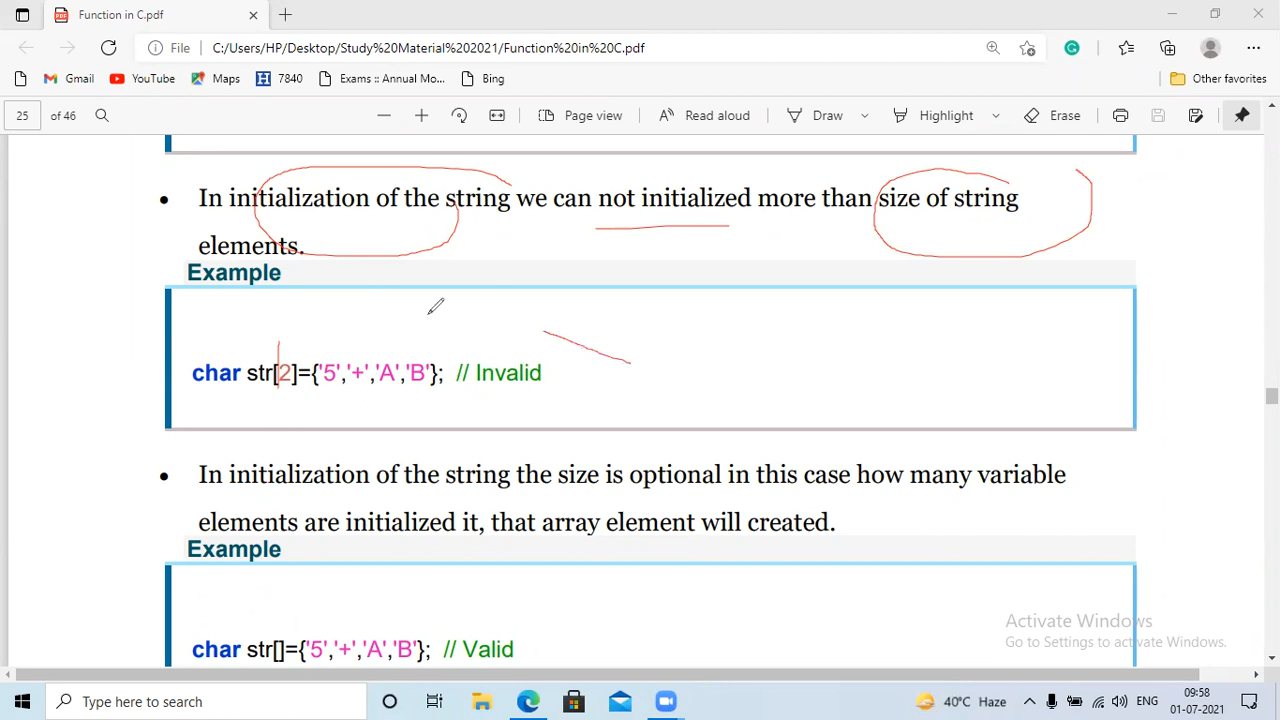 Function in C.pdf
File C:/Users/HP/Desktop/Study%20Material%202021/Function%20in%20C.pdf
Gmail YouTube Maps 7840 Exams :: Annual Mo... Bing Other favorites
25 of 46 Page view Read aloud Draw Highlight Erase
• In initialization of the string we can not initialized more than size of string
elements.
Example
char str[2]={'5','+','A','B'}; // Invalid
• In initialization of the string the size is optional in this case how many variable
elements are initialized it, that array element will created.
Example
char str[]={'5','+','A','B'}; // Valid
Activate Windows
Go to Settings to activate Windows.
Type here to search
40°C Haze ENG 09:58
01-07-2021